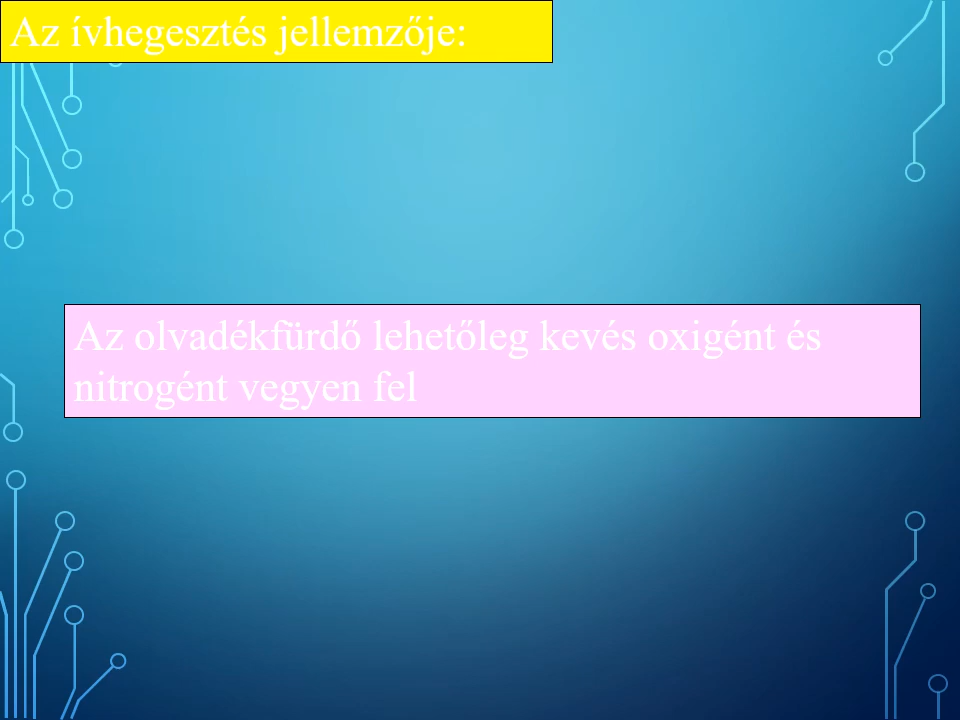 Az ívhegesztés jellemzője:
Az olvadékfürdő lehetőleg kevés oxigént és
nitrogént vegyen fel